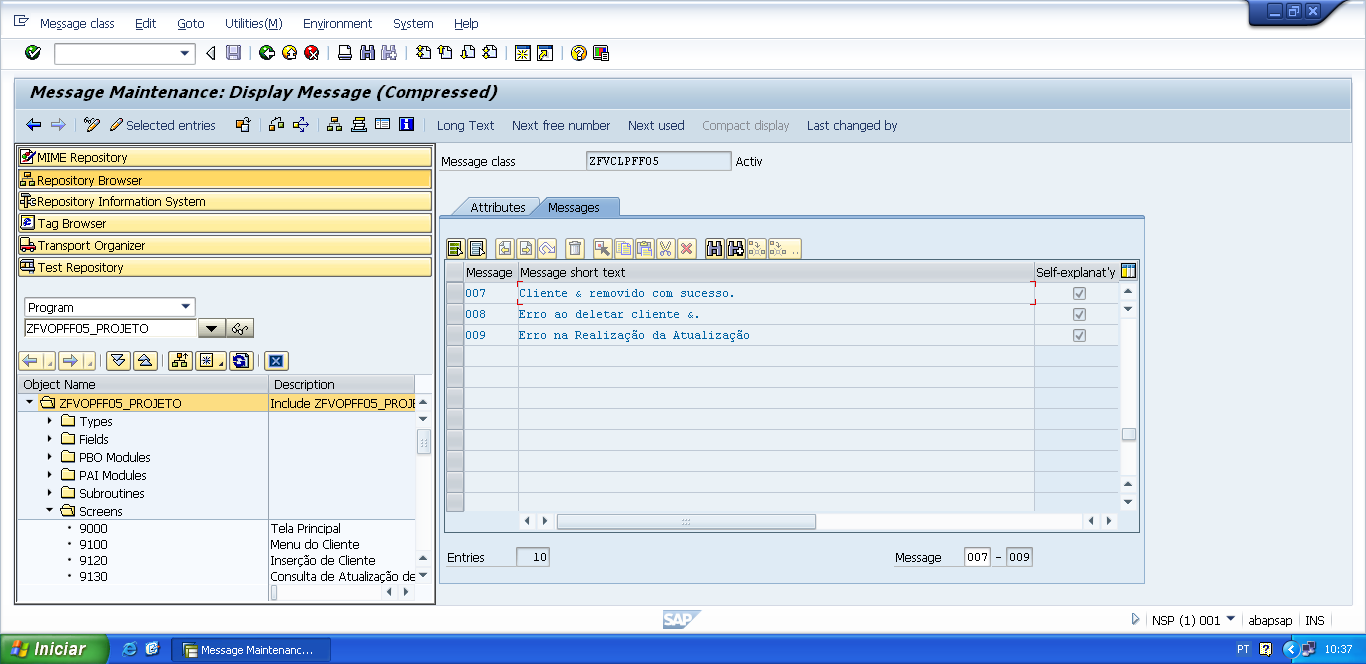 Message class Edit Goto Utilities(M) Environment System Help
Message Maintenance: Display Message (Compressed)
Selected entries Long Text Next free number Next used Compact display Last changed by
MIME Repository
Repository Browser
Repository Information System
Tag Browser
Transport Organizer
Test Repository
Program
ZFVOPFF05_PROJETO
Object Name Description
ZFVOPFF05_PROJETO Include ZFVOPFF05_PROJE
Types
Fields
PBO Modules
PAI Modules
Subroutines
Screens
9000 Tela Principal
9100 Menu do Cliente
9120 Inserção de Cliente
9130 Consulta de Atualização de
Message class ZFVCLPFF05 Activ
Attributes Messages
Message Message short text Self-explanat'y
007 Cliente & removido com sucesso.
008 Erro ao deletar cliente &.
009 Erro na Realização da Atualização
Entries 10 Message 007 - 009
SAP
NSP (1) 001 abapsap INS
Iniciar Message Maintenanc... PT 10:37